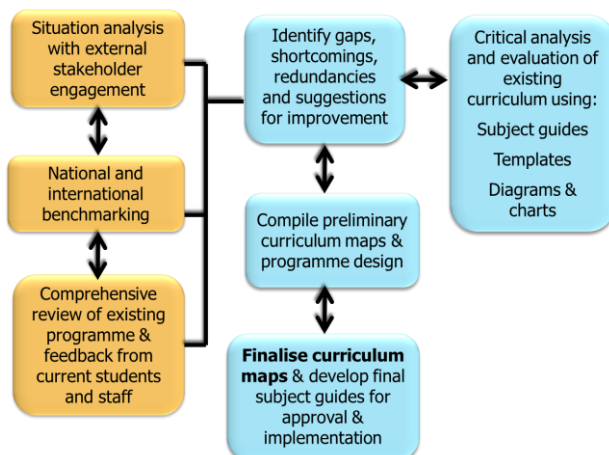 Situation analysis
with external
stakeholder
engagement
National and
international
benchmarking
Comprehensive
review of existing
programme &
feedback from
current students
and staff
Identify gaps,
shortcomings,
redundancies
and suggestions
for improvement
Compile preliminary
curriculum maps &
programme design
Finalise curriculum
maps & develop final
subject guides for
approval &
implementation
Critical analysis
and evaluation of
existing
curriculum using:
Subject guides
Templates
Diagrams &
charts